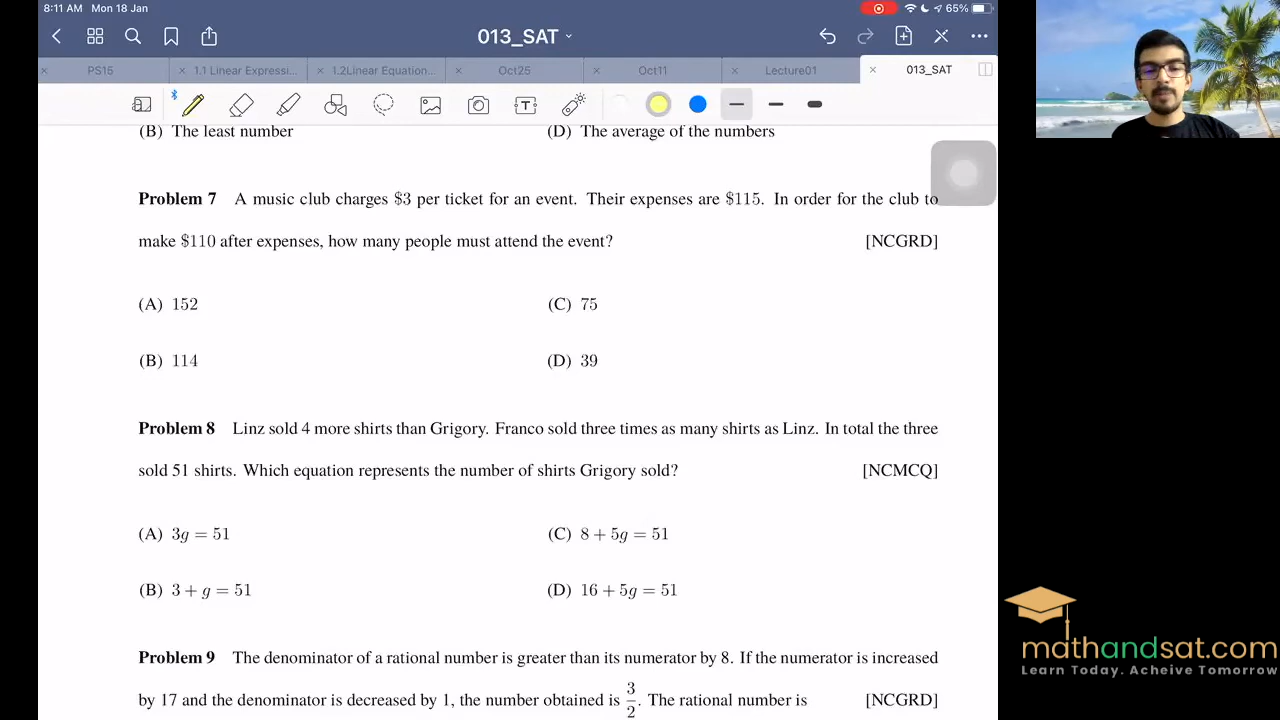 8:11 AM Mon 18 Jan
65%
013_SAT
PS15
1.1 Linear Expressi...
1.2Linear Equation...
Oct25
Oct11
Lecture01
013_SAT
(B) The least number
(D) The average of the numbers
Problem 7 A music club charges $3 per ticket for an event. Their expenses are $115. In order for the club to
make $110 after expenses, how many people must attend the event? [NCGRD]
(A) 152
(C) 75
(B) 114
(D) 39
Problem 8 Linz sold 4 more shirts than Grigory. Franco sold three times as many shirts as Linz. In total the three
sold 51 shirts. Which equation represents the number of shirts Grigory sold? [NCMCQ]
(A) 3g = 51
(C) 8 + 5g = 51
(B) 3 + g = 51
(D) 16 + 5g = 51
Problem 9 The denominator of a rational number is greater than its numerator by 8. If the numerator is increased
by 17 and the denominator is decreased by 1, the number obtained is 3/2. The rational number is [NCGRD]
mathandsat.com
Learn Today. Acheive Tomorrow